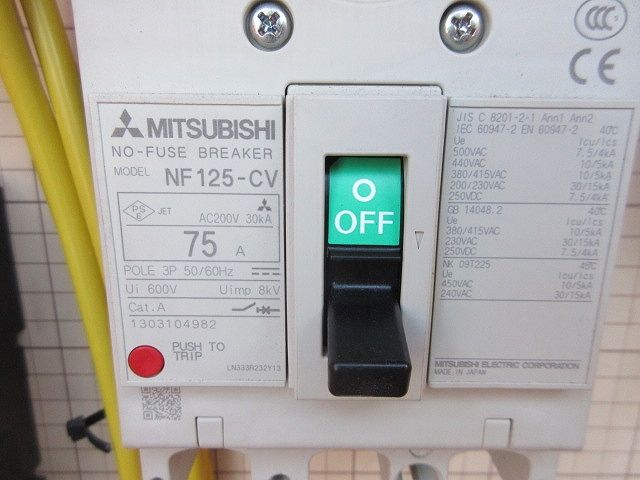 MITSUBISHI
NO-FUSE BREAKER
MODEL NF125-CV
PS E JET AC200V 30kA
75 A
POLE 3P 50/60Hz
Ui 600V Uimp 8kV
Cat.A
1303104982
PUSH TO
TRIP
LN333R232Y13
O
OFF
CCC
CE
JIS C 8201-2-1 Ann1 Ann2
IEC 60947-2 EN 60947-2 40℃
Ue Icu/Ics
500VAC 7.5/4kA
440VAC 10/5kA
380/415VAC 10/5kA
200/230VAC 30/15kA
250VDC 7.5/4kA
GB 14048.2 40℃
Ue Icu/Ics
380/415VAC 10/5kA
230VAC 30/15kA
250VDC 7.5/4kA
NK 09T225 45℃
Ue Icu/Ics
450VAC 10/5kA
240VAC 30/15kA
MITSUBISHI ELECTRIC CORPORATION
MADE IN JAPAN